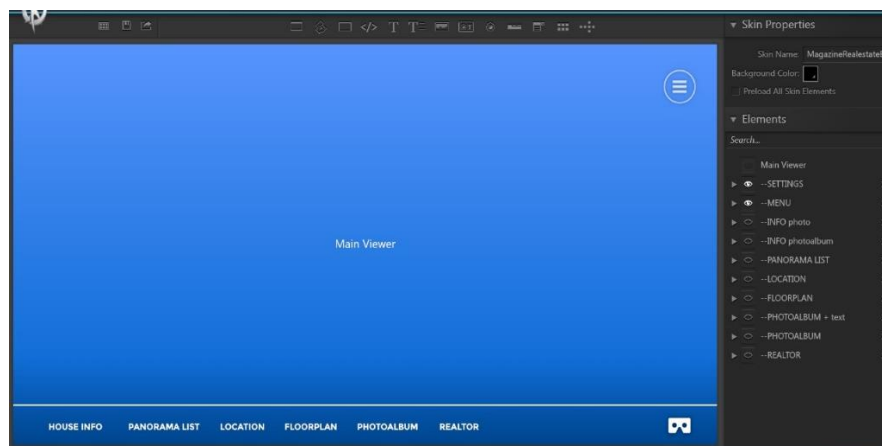 </> T T
Skin Properties
Skin Name: MagazineRealestate
Background Color:
Preload All Skin Elements
Elements
Search...
Main Viewer
--SETTINGS
--MENU
--INFO photo
--INFO photoalbum
--PANORAMA LIST
--LOCATION
--FLOORPLAN
--PHOTOALBUM + text
--PHOTOALBUM
--REALTOR
Main Viewer
HOUSE INFO PANORAMA LIST LOCATION FLOORPLAN PHOTOALBUM REALTOR